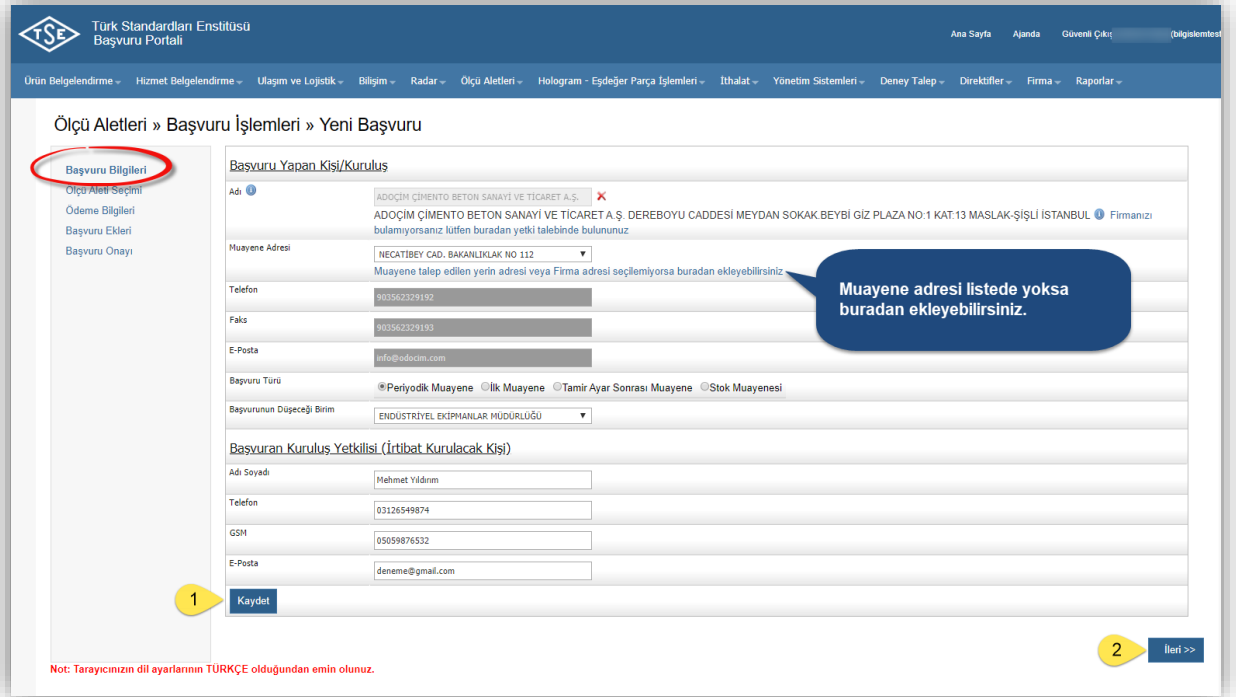 TSE
Türk Standardları Enstitüsü
Başvuru Portali
Ana Sayfa Ajanda Güvenli Çıkış (bilgislemtest
Ürün Belgelendirme Hizmet Belgelendirme Ulaşım ve Lojistik Bilişim Radar Ölçü Aletleri Hologram - Eşdeğer Parça İşlemleri İthalat Yönetim Sistemleri Deney Talep Direktifler Firma Raporlar
Ölçü Aletleri » Başvuru İşlemleri » Yeni Başvuru
Başvuru Bilgileri
Ölçü Aleti Seçimi
Ödeme Bilgileri
Başvuru Ekleri
Başvuru Onayı
Başvuru Yapan Kişi/Kuruluş
Adı
ADOÇİM ÇİMENTO BETON SANAYİ VE TİCARET A.Ş.
ADOÇİM ÇİMENTO BETON SANAYİ VE TİCARET A.Ş. DEREBOYU CADDESİ MEYDAN SOKAK BEYBİ GİZ PLAZA NO:1 KAT:13 MASLAK-ŞİŞLİ İSTANBUL Firmanızı
bulamıyorsanız lütfen buradan yetki talebinde bulununuz
Muayene Adresi
NECATİBEY CAD. BAKANLIKLAK NO 112
Muayene talep edilen yerin adresi veya Firma adresi seçilemiyorsa buradan ekleyebilirsiniz
Muayene adresi listede yoksa
buradan ekleyebilirsiniz.
Telefon
903562329192
Faks
903562329193
E-Posta
info@odocim.com
Başvuru Türü
Periyodik Muayene İlk Muayene Tamir Ayar Sonrası Muayene Stok Muayenesi
Başvurunun Düşeceği Birim
ENDÜSTRİYEL EKİPMANLAR MÜDÜRLÜĞÜ
Başvuran Kuruluş Yetkilisi (İrtibat Kurulacak Kişi)
Adı Soyadı
Mehmet Yıldırım
Telefon
03126549874
GSM
05059876532
E-Posta
deneme@gmail.com
1
Kaydet
2
İleri >>
Not: Tarayıcınızın dil ayarlarının TÜRKÇE olduğundan emin olunuz.